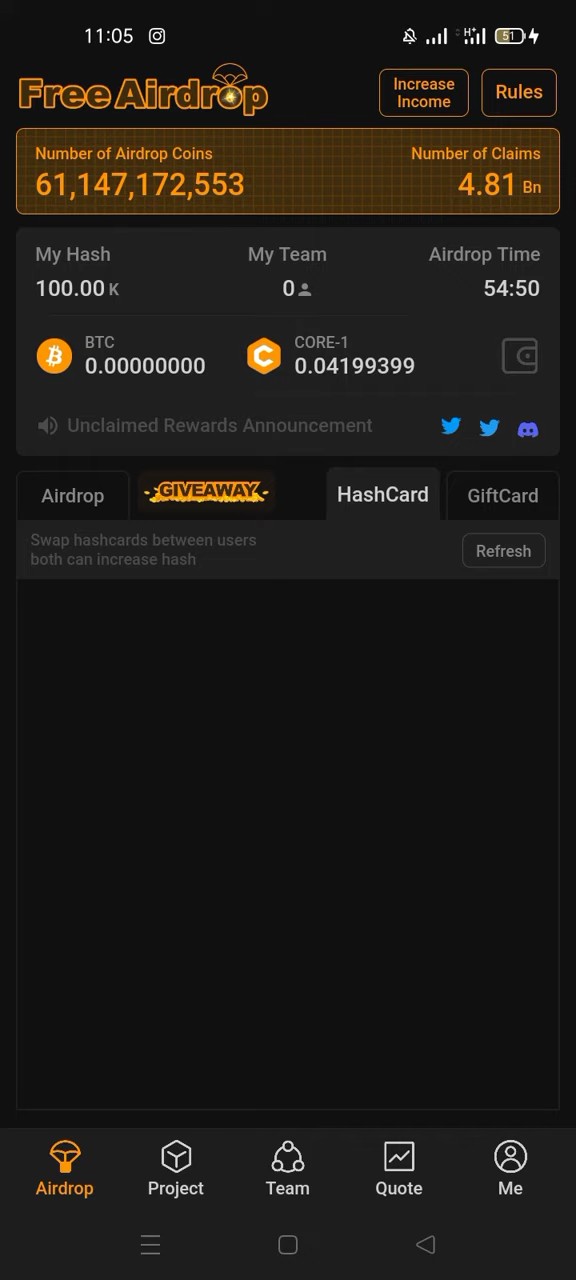 11:05
H+
51
Free Airdrop
Increase
Income
Rules
Number of Airdrop Coins
Number of Claims
61,147,172,553
4.81 Bn
My Hash
My Team
Airdrop Time
100.00 K
0
54:50
BTC
0.00000000
CORE-1
0.04199399
Unclaimed Rewards Announcement
Airdrop
GIVEAWAY
HashCard
GiftCard
Swap hashcards between users
both can increase hash
Refresh
Airdrop
Project
Team
Quote
Me